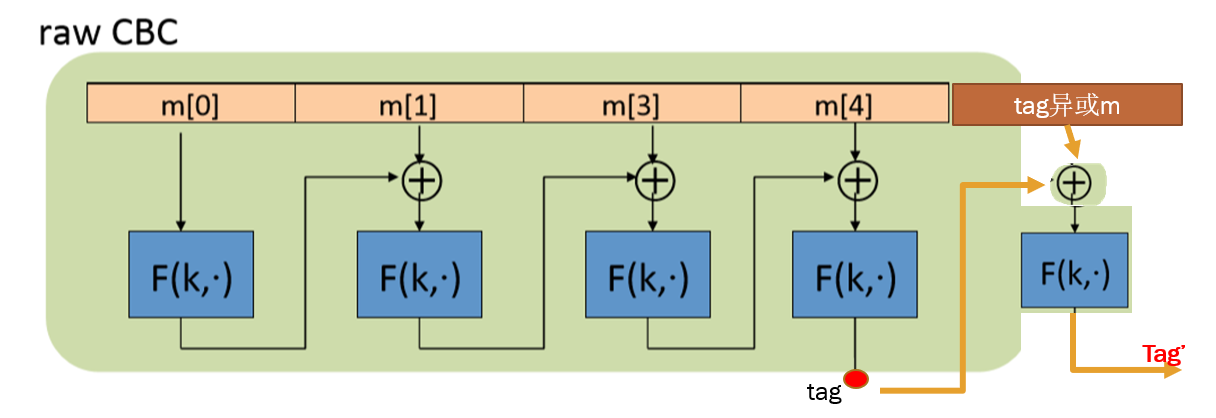 raw CBC
m[0] m[1] m[3] m[4] tag异或m
F(k,·) F(k,·) F(k,·) F(k,·) F(k,·)
Tag’
tag